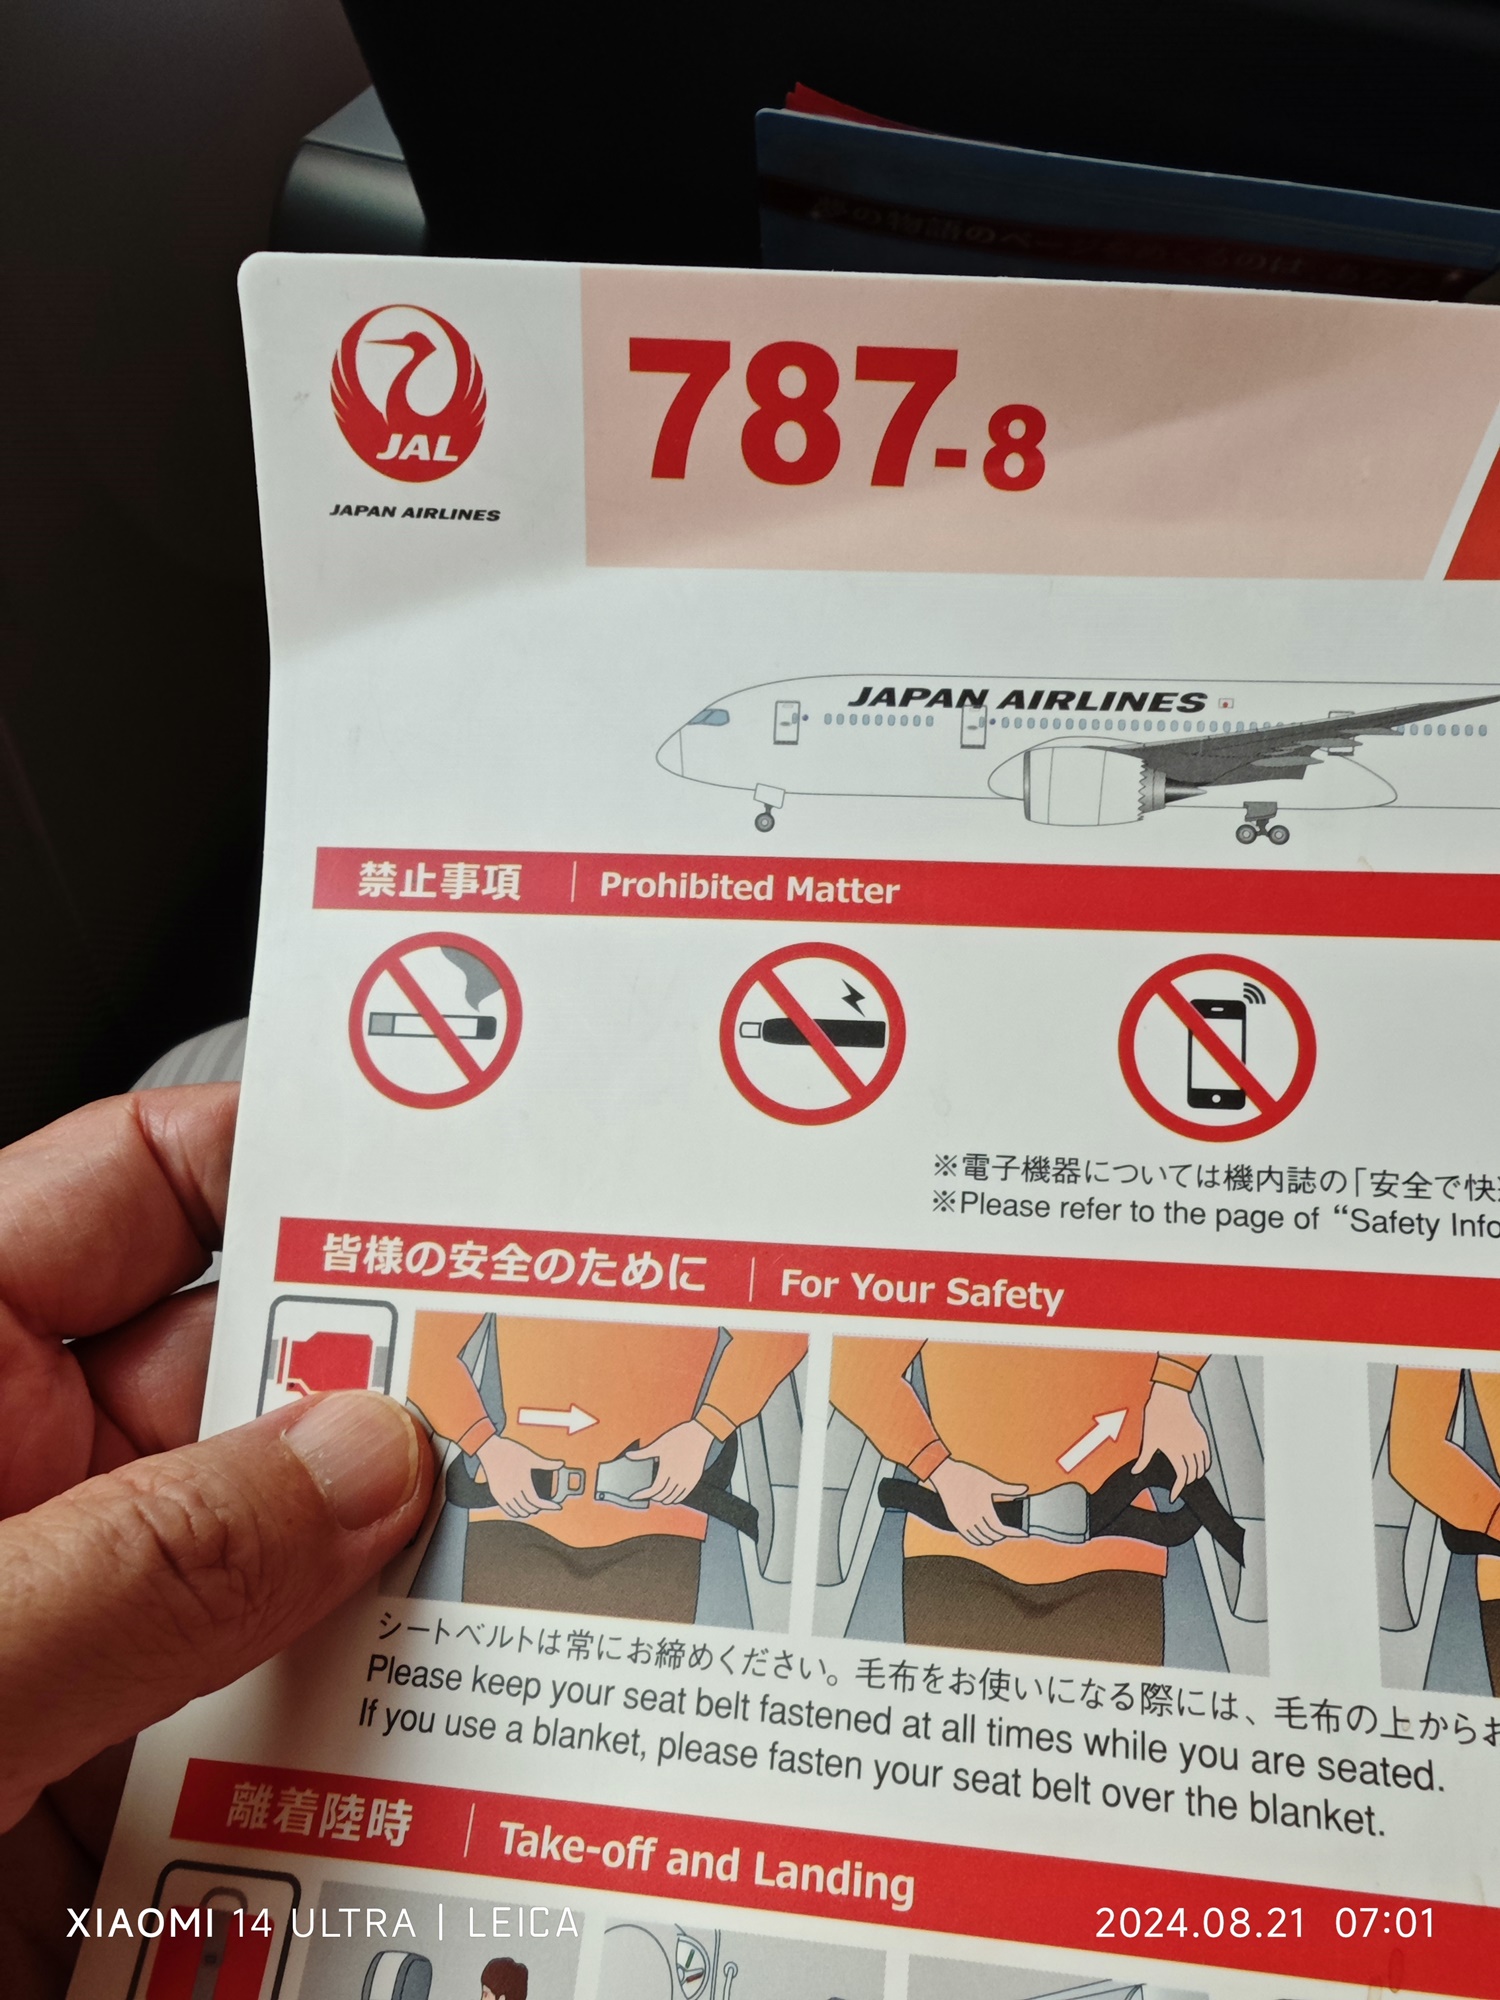 JAL
JAPAN AIRLINES
787-8
JAPAN AIRLINES
禁止事項 Prohibited Matter
※電子機器については機内誌の「安全で快
※Please refer to the page of “Safety Info
皆様の安全のために For Your Safety
シートベルトは常にお締めください。毛布をお使いになる際には、毛布の上からお
Please keep your seat belt fastened at all times while you are seated.
If you use a blanket, please fasten your seat belt over the blanket.
離着陸時 Take-off and Landing
XIAOMI 14 ULTRA | LEICA
2024.08.21 07:01